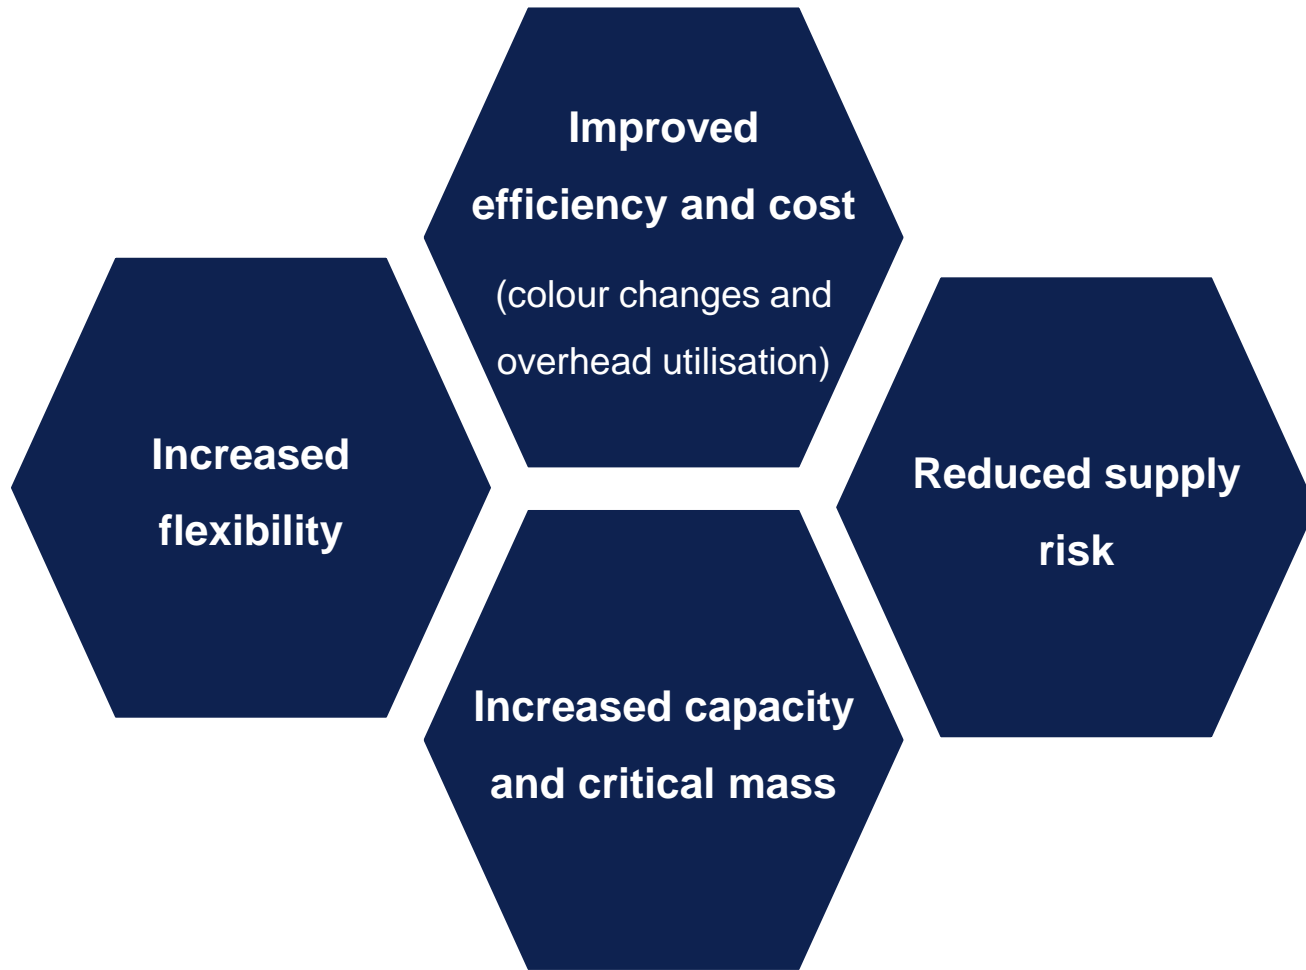 Improved
efficiency and cost
(colour changes and
overhead utilisation)
Increased
flexibility
Reduced supply
risk
Increased capacity
and critical mass